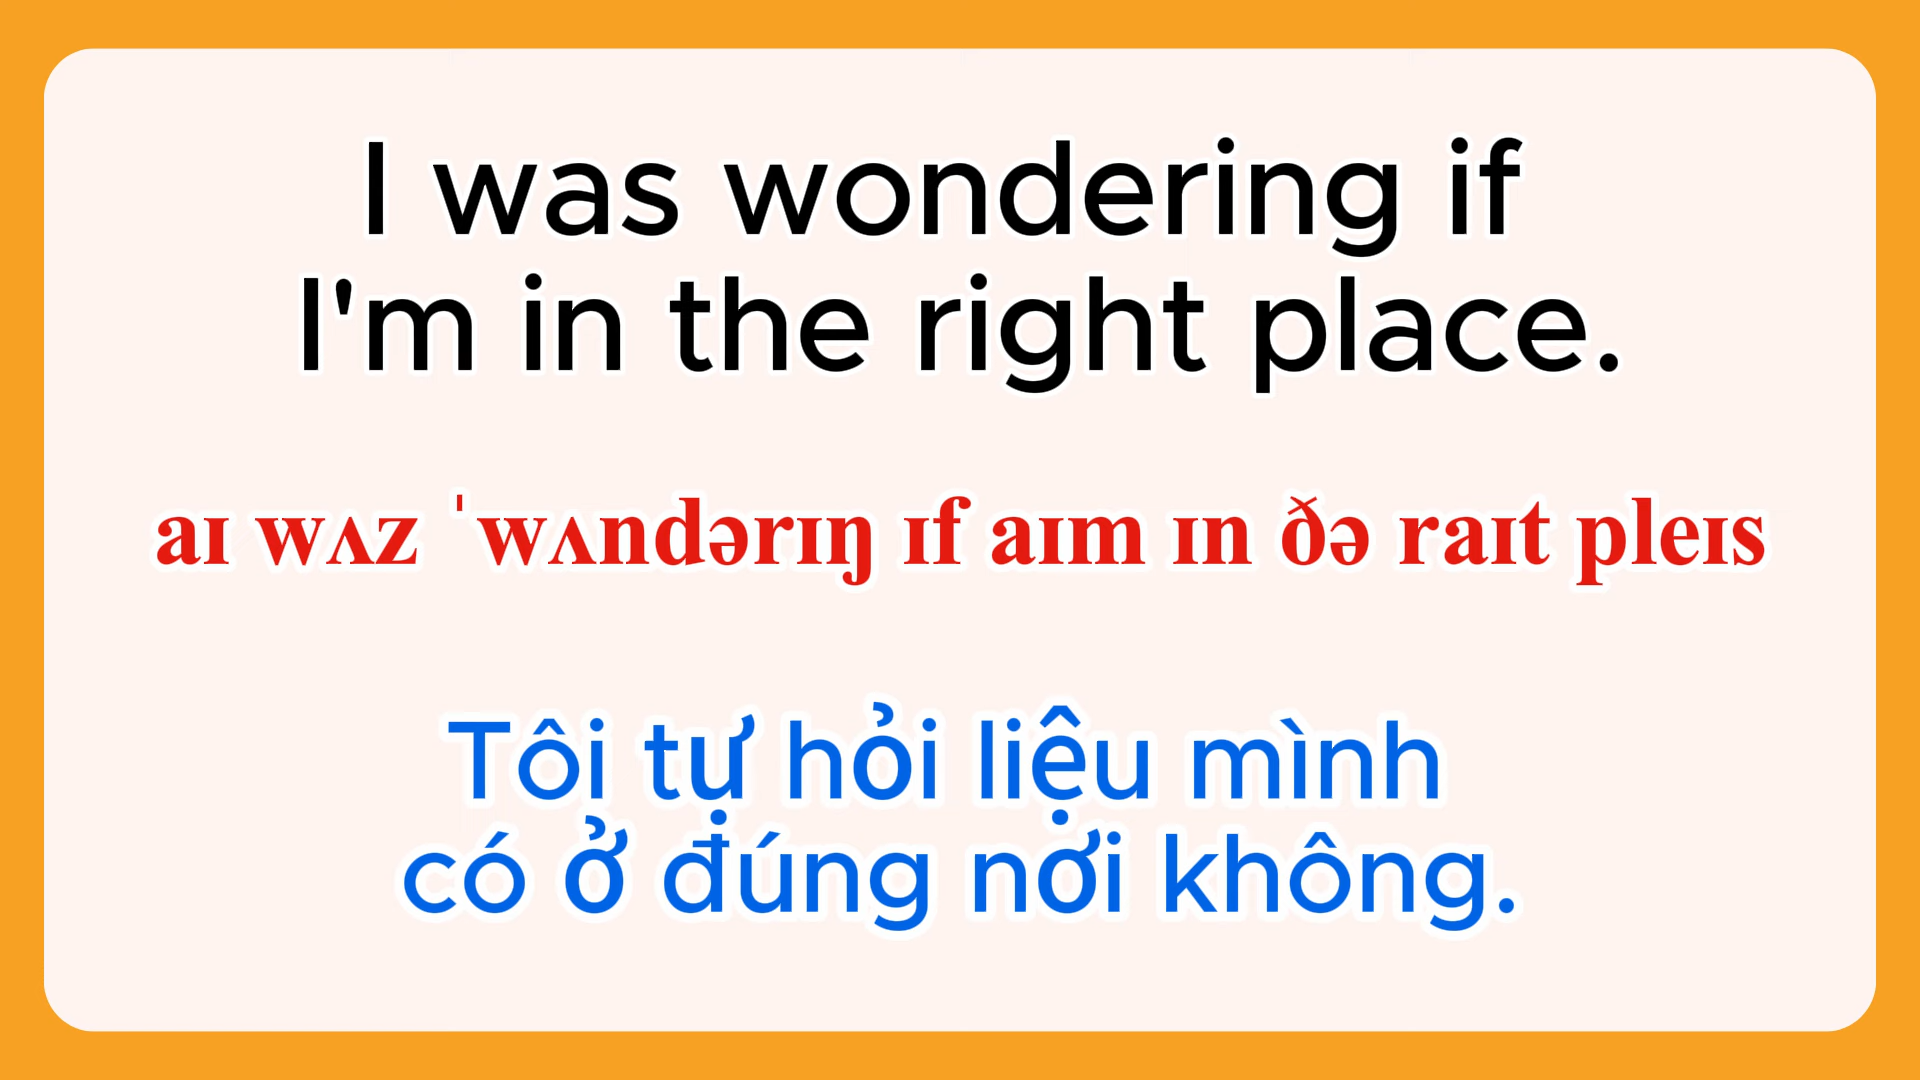 I was wondering if
I'm in the right place.
aɪ wʌz ˈwʌndərɪŋ ɪf aɪm ɪn ðə raɪt pleɪs
Tôi tự hỏi liệu mình
có ở đúng nơi không.